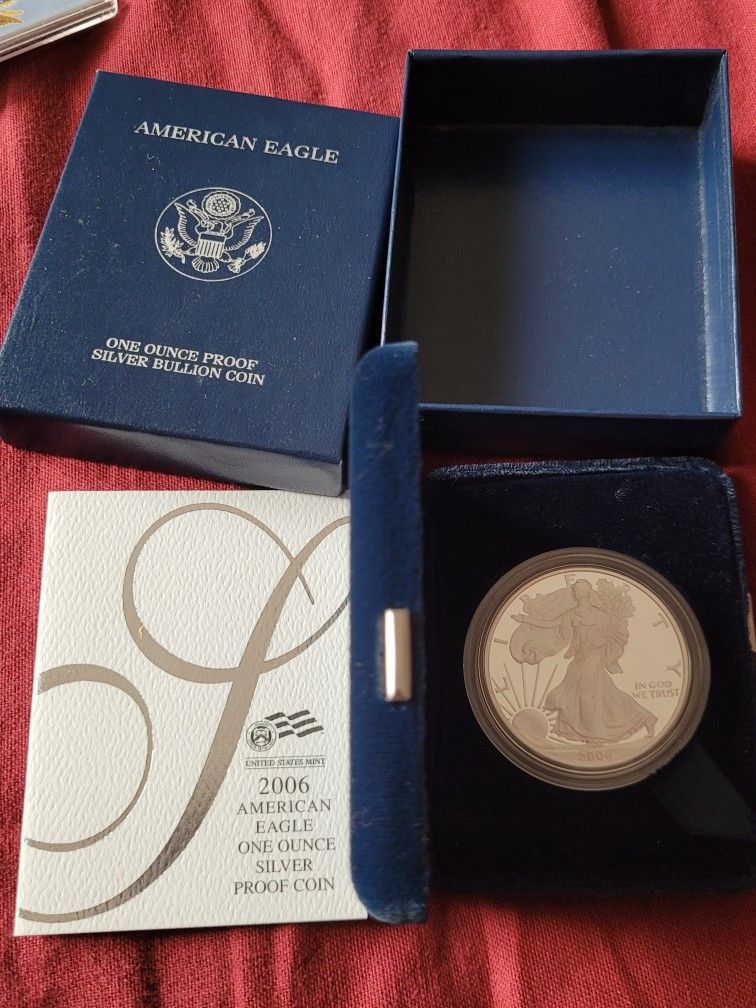 AMERICAN EAGLE
ONE OUNCE PROOF
SILVER BULLION COIN
UNITED STATES MINT
2006
AMERICAN
EAGLE
ONE OUNCE
SILVER
PROOF COIN
LIBERTY
IN GOD
WE TRUST
2006